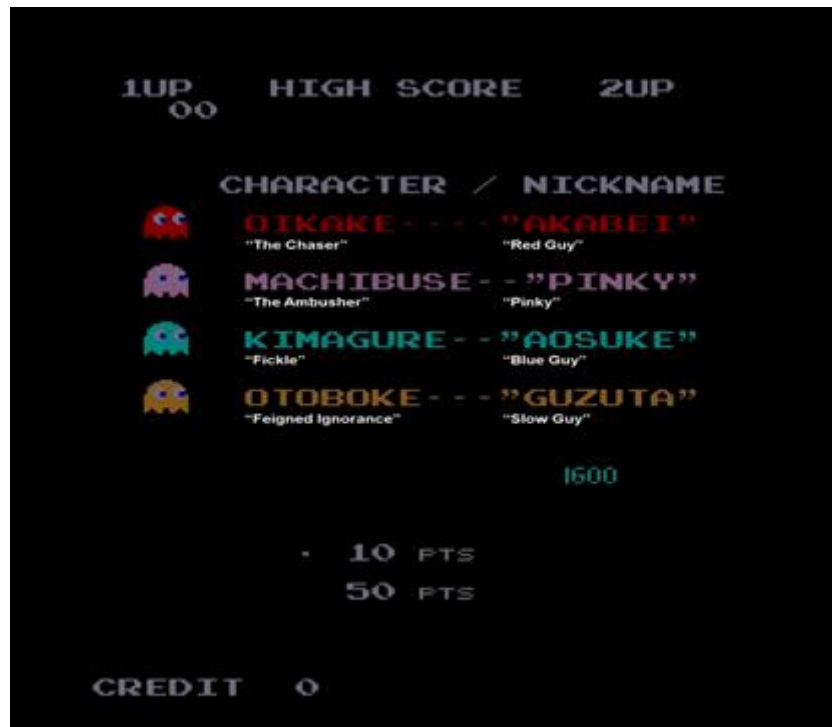 1UP HIGH SCORE 2UP
00
CHARACTER / NICKNAME
OIKAKE----"AKABEI"
"The Chaser" "Red Guy"
MACHIBUSE--"PINKY"
"The Ambusher" "Pinky"
KIMAGURE--"AOSUKE"
"Fickle" "Blue Guy"
OTOBOKE---"GUZUTA"
"Feigned Ignorance" "Slow Guy"
1600
10 PTS
50 PTS
CREDIT 0